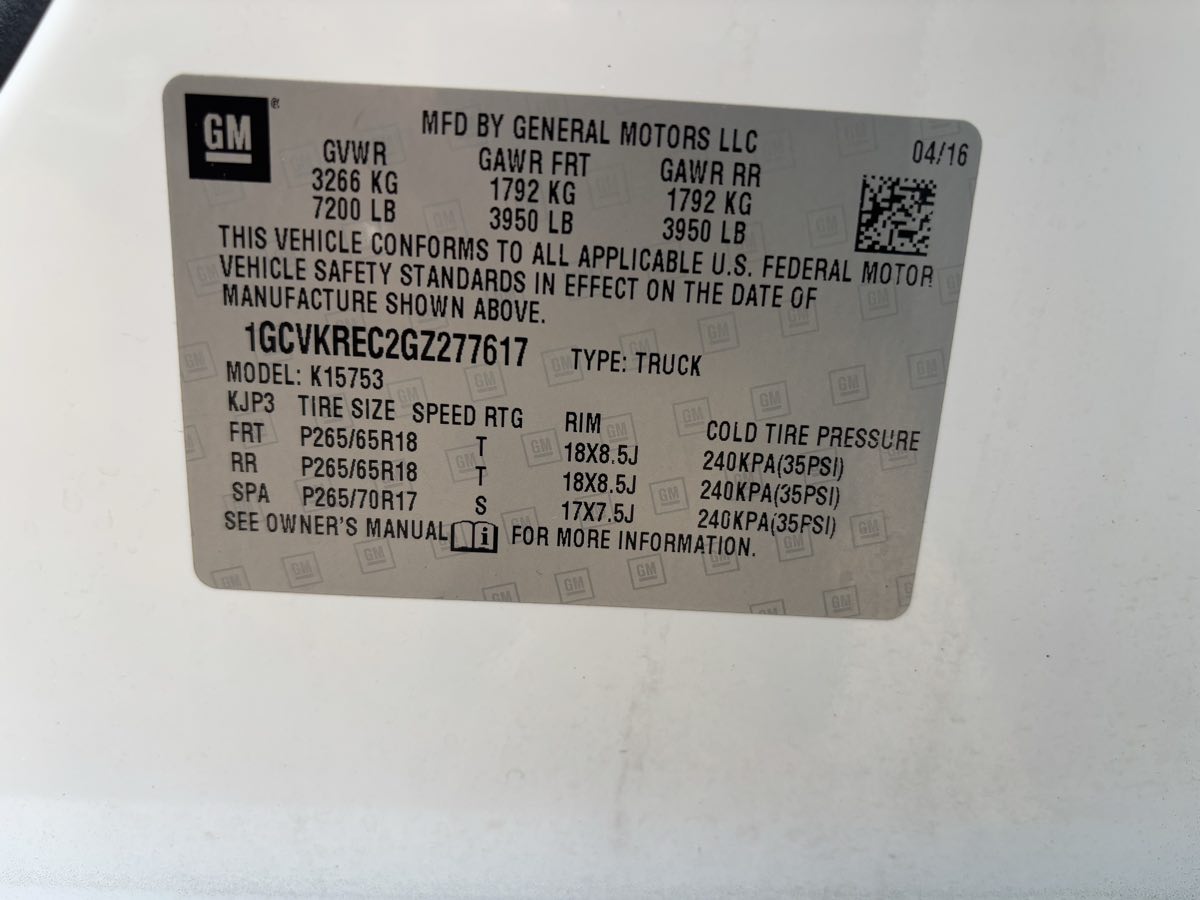 GM ®
MFD BY GENERAL MOTORS LLC
04/16
GVWR GAWR FRT GAWR RR
3266 KG 1792 KG 1792 KG
7200 LB 3950 LB 3950 LB
THIS VEHICLE CONFORMS TO ALL APPLICABLE U.S. FEDERAL MOTOR
VEHICLE SAFETY STANDARDS IN EFFECT ON THE DATE OF
MANUFACTURE SHOWN ABOVE.
1GCVKREC2GZ277617 TYPE: TRUCK
MODEL: K15753
KJP3 TIRE SIZE SPEED RTG RIM COLD TIRE PRESSURE
FRT P265/65R18 T 18X8.5J 240KPA(35PSI)
RR P265/65R18 T 18X8.5J 240KPA(35PSI)
SPA P265/70R17 S 17X7.5J 240KPA(35PSI)
SEE OWNER'S MANUAL i FOR MORE INFORMATION.